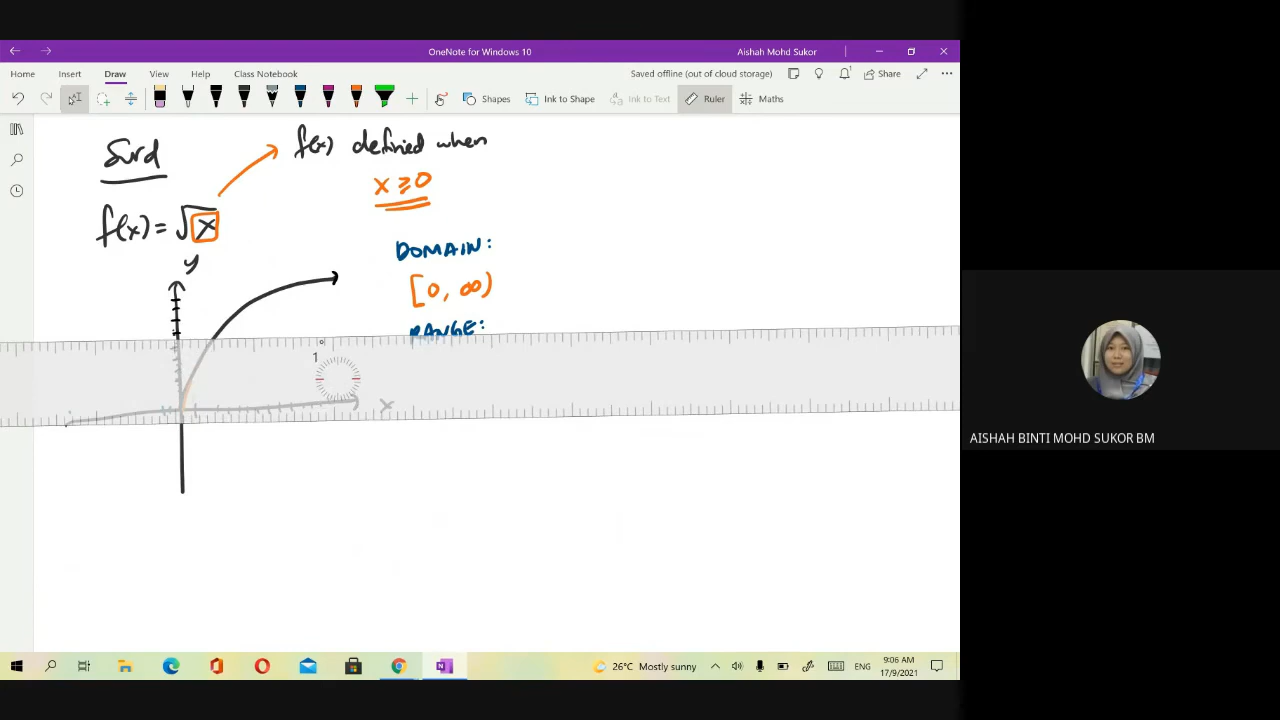 OneNote for Windows 10
Aishah Mohd Sukor
Home Insert Draw View Help Class Notebook
Saved offline (out of cloud storage)
Share
Shapes
Ink to Shape
Ink to Text
Ruler
Maths
Surd
f(x) defined when
x ≥ 0
f(x) = √x
y
DOMAIN:
[0, ∞)
RANGE:
1°
x
AISHAH BINTI MOHD SUKOR BM
26°C Mostly sunny
ENG
9:06 AM
17/9/2021